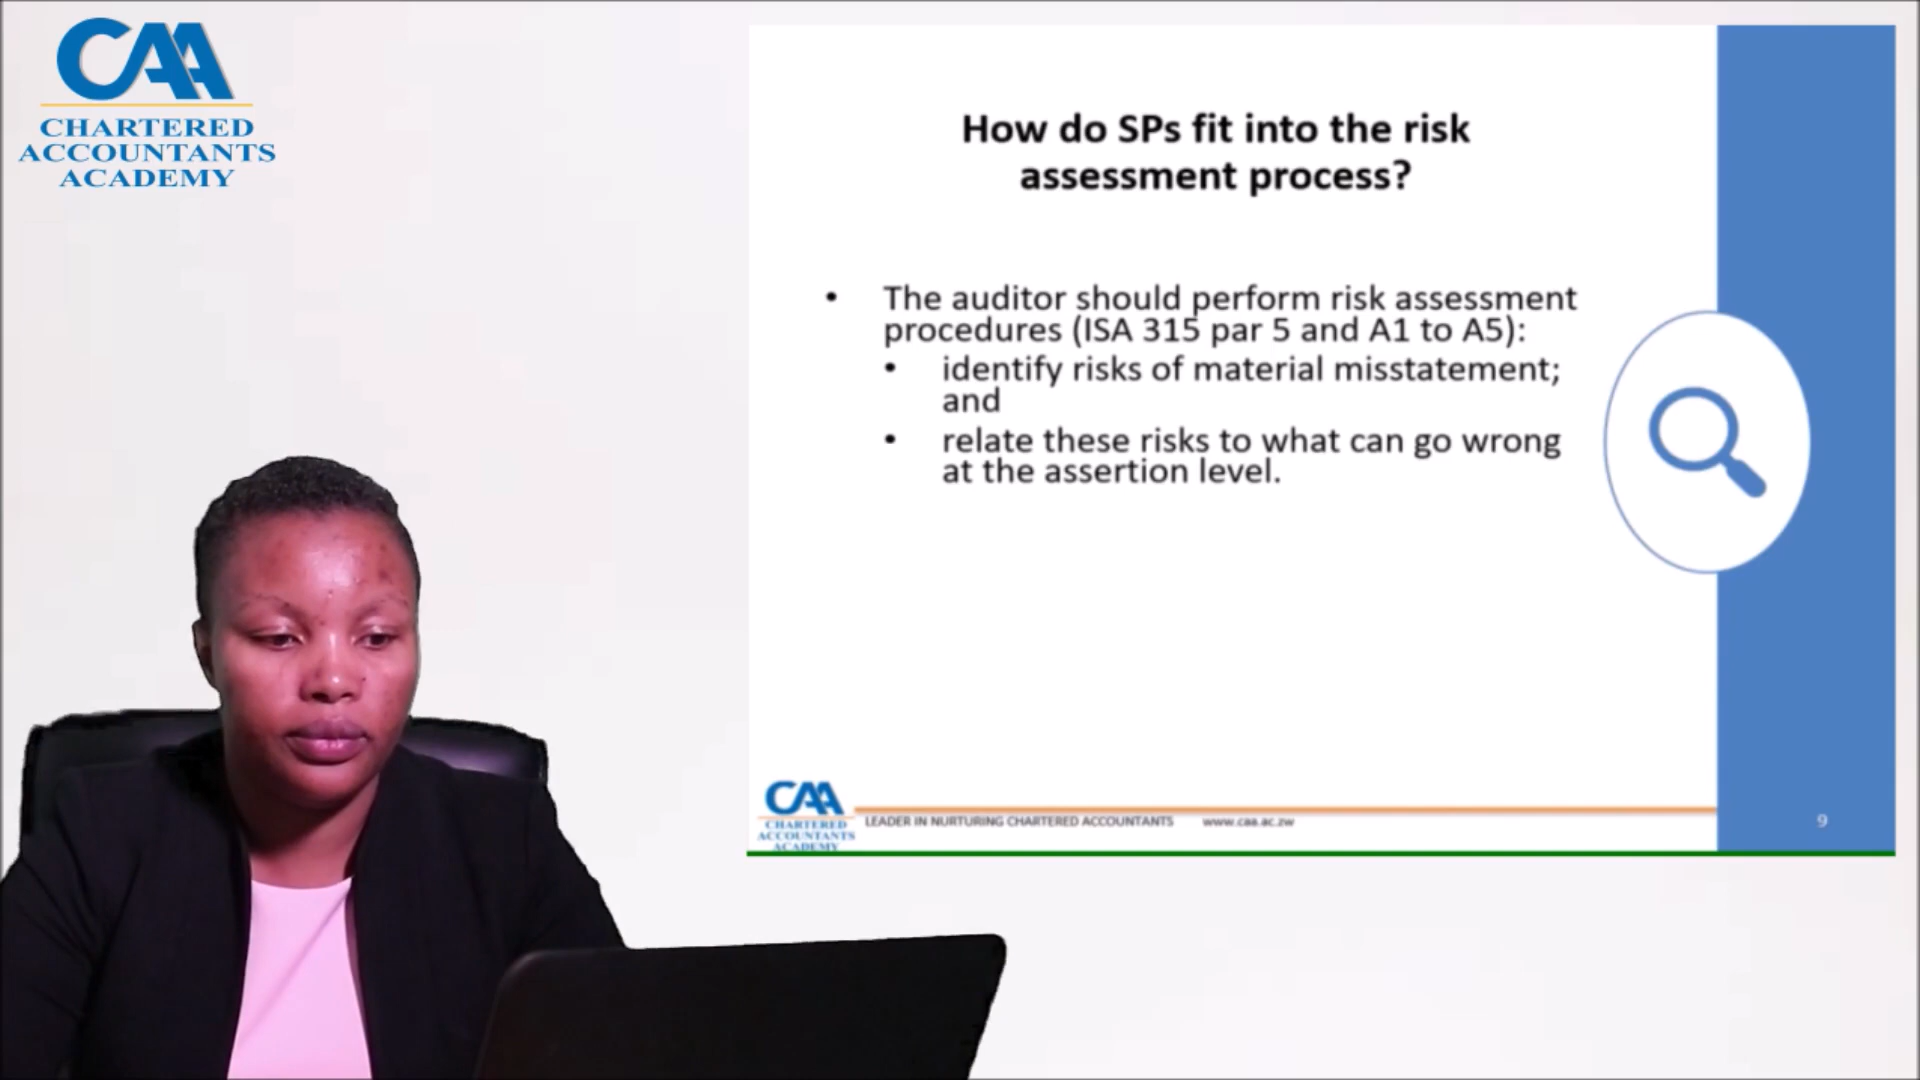 CAA
CHARTERED
ACCOUNTANTS
ACADEMY
How do SPs fit into the risk
assessment process?
• The auditor should perform risk assessment
procedures (ISA 315 par 5 and A1 to A5):
• identify risks of material misstatement;
and
• relate these risks to what can go wrong
at the assertion level.
CAA
CHARTERED
ACCOUNTANTS
ACADEMY
LEADER IN NURTURING CHARTERED ACCOUNTANTS www.caa.ac.zw
9